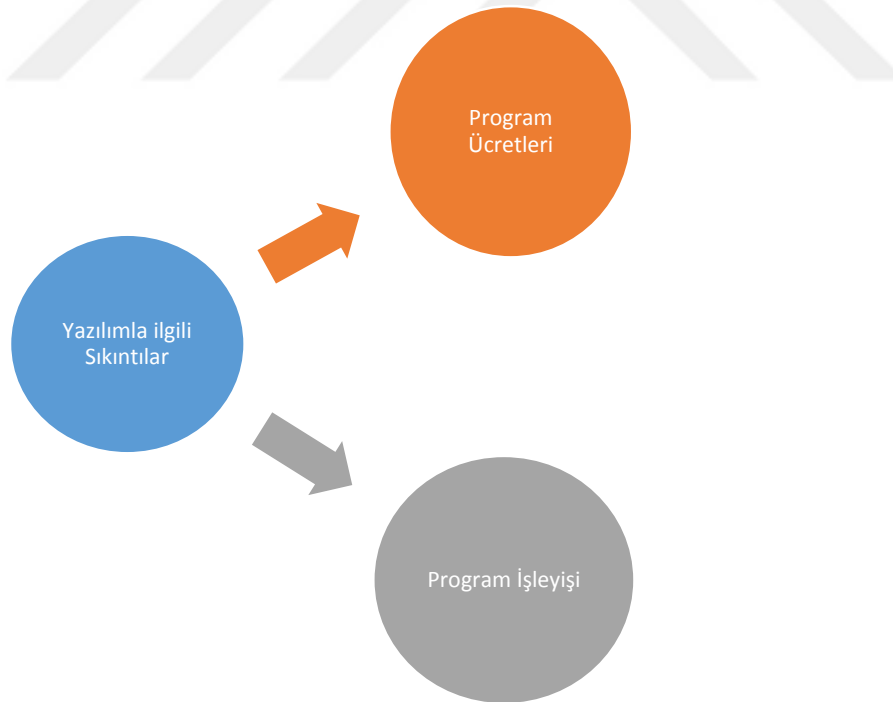 Program
Ücretleri
Yazılımla ilgili
Sıkıntılar
Program İşleyişi